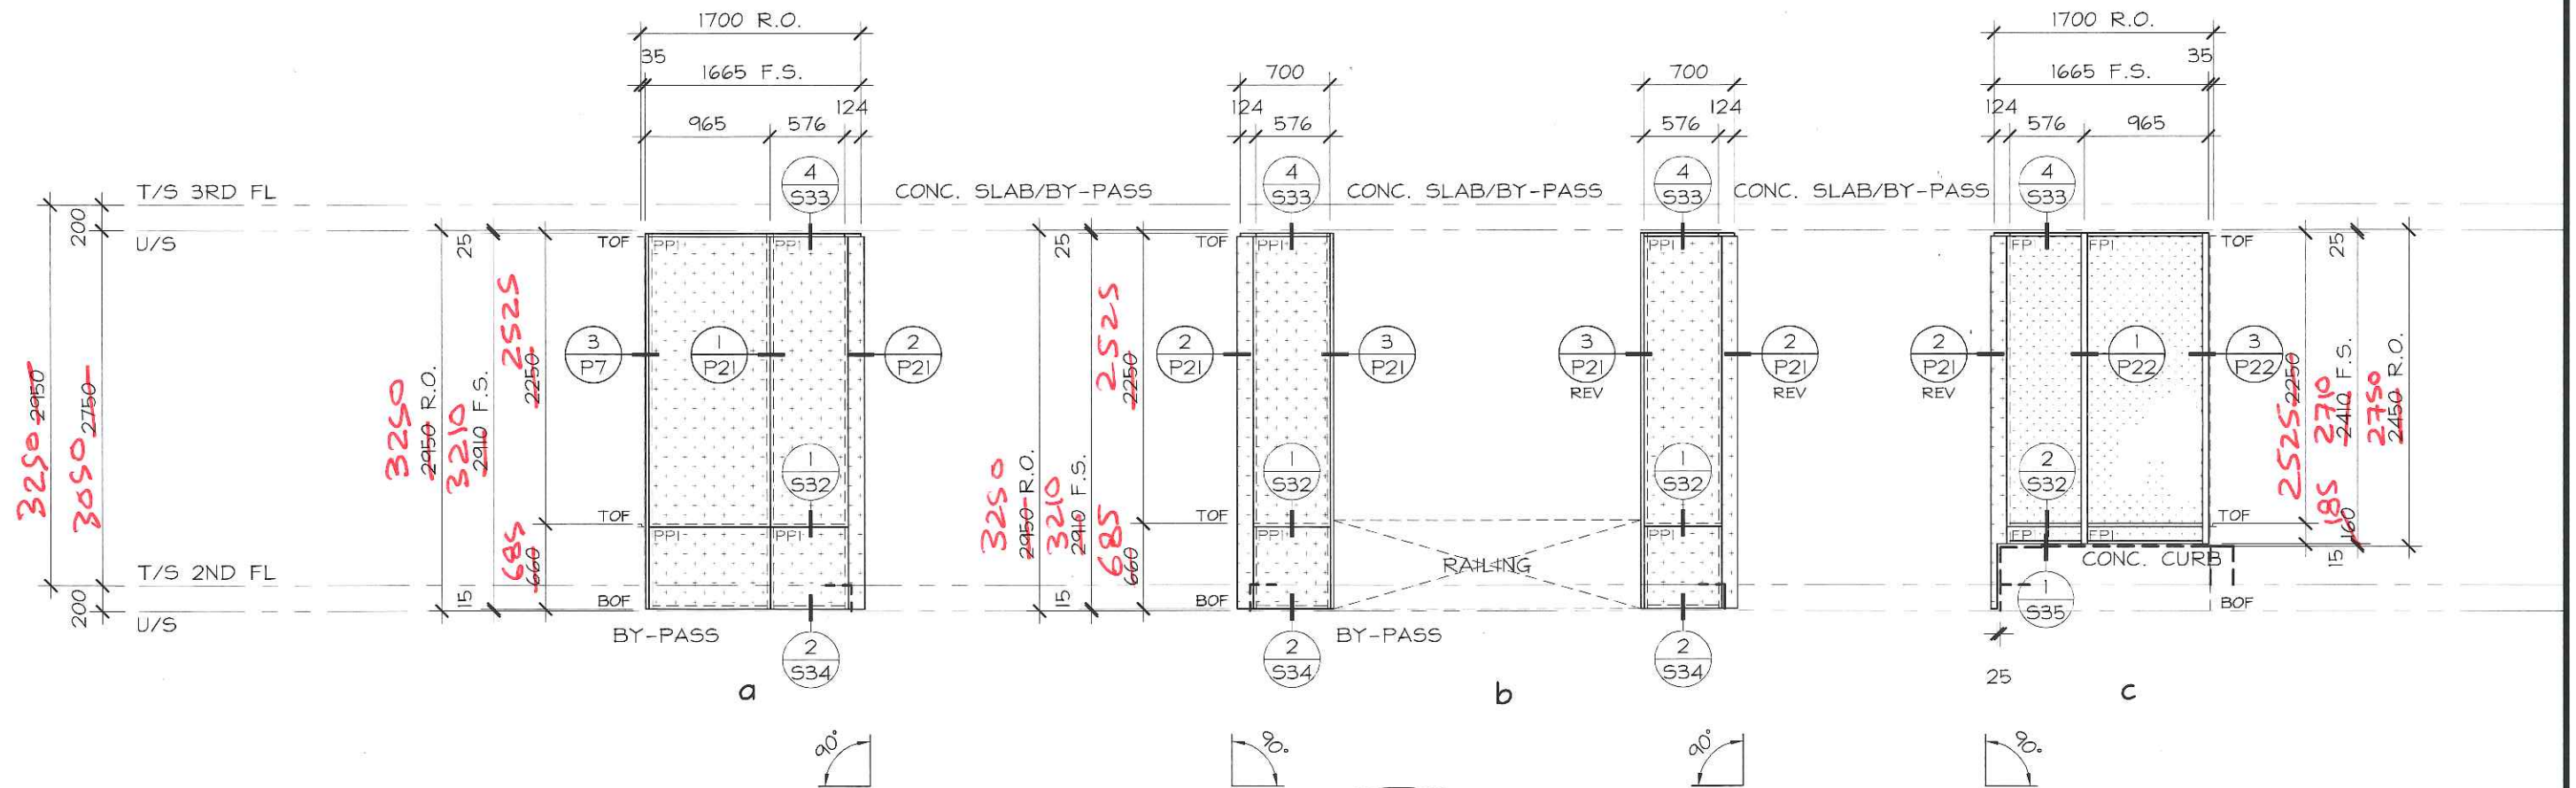 1700 R.O.
1700 R.O.
35
1665 F.S.
700
700
1665 F.S.
35
124
124
124
124
965
576
576
576
576
965
4
S33
4
S33
4
S33
4
S33
T/S 3RD FL
CONC. SLAB/BY-PASS
CONC. SLAB/BY-PASS
CONC. SLAB/BY-PASS
200
U/S
25
TOF
PP1
PP1
25
TOF
PP1
PP1
FP1
FP1
TOF
25
3250 2950
3050 2750
3250
2950 R.O.
3210
2910 F.S.
2525
2250
3
P7
1
P21
2
P21
3250
2950 R.O.
3210
2910 F.S.
2525
2250
2
P21
3
P21
3
P21
REV
2
P21
REV
2
P21
REV
1
P22
3
P22
2525 2250
2710
2410 F.S.
2750
2450 R.O.
1
S32
1
S32
1
S32
2
S32
TOF
PP1
PP1
TOF
PP1
PP1
FP1
FP1
TOF
685
660
685
660
185
160
RAILING
CONC. CURB
15
T/S 2ND FL
200
U/S
15
BOF
15
BOF
1
S35
BOF
BY-PASS
BY-PASS
2
S34
2
S34
2
S34
25
a
b
c
90°
90°
90°
90°